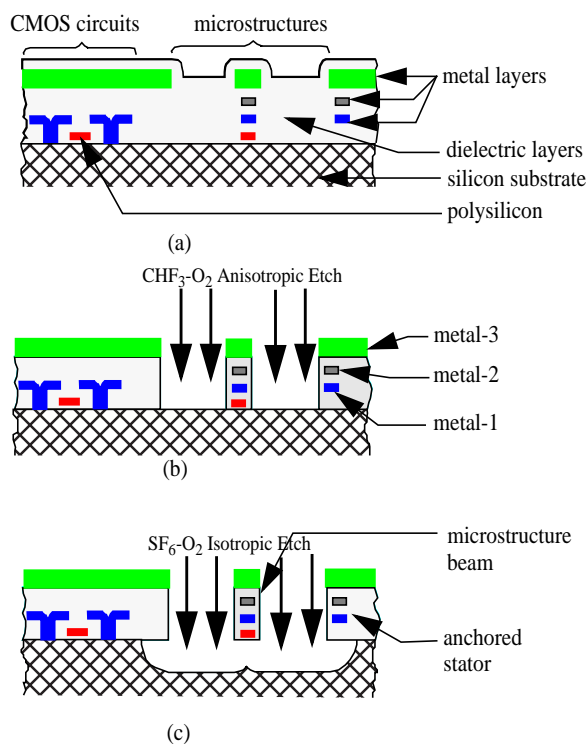 CMOS circuits
microstructures
metal layers
dielectric layers
silicon substrate
polysilicon
(a)
CHF₃-O₂ Anisotropic Etch
metal-3
metal-2
metal-1
(b)
SF₆-O₂ Isotropic Etch
microstructure
beam
anchored
stator
(c)